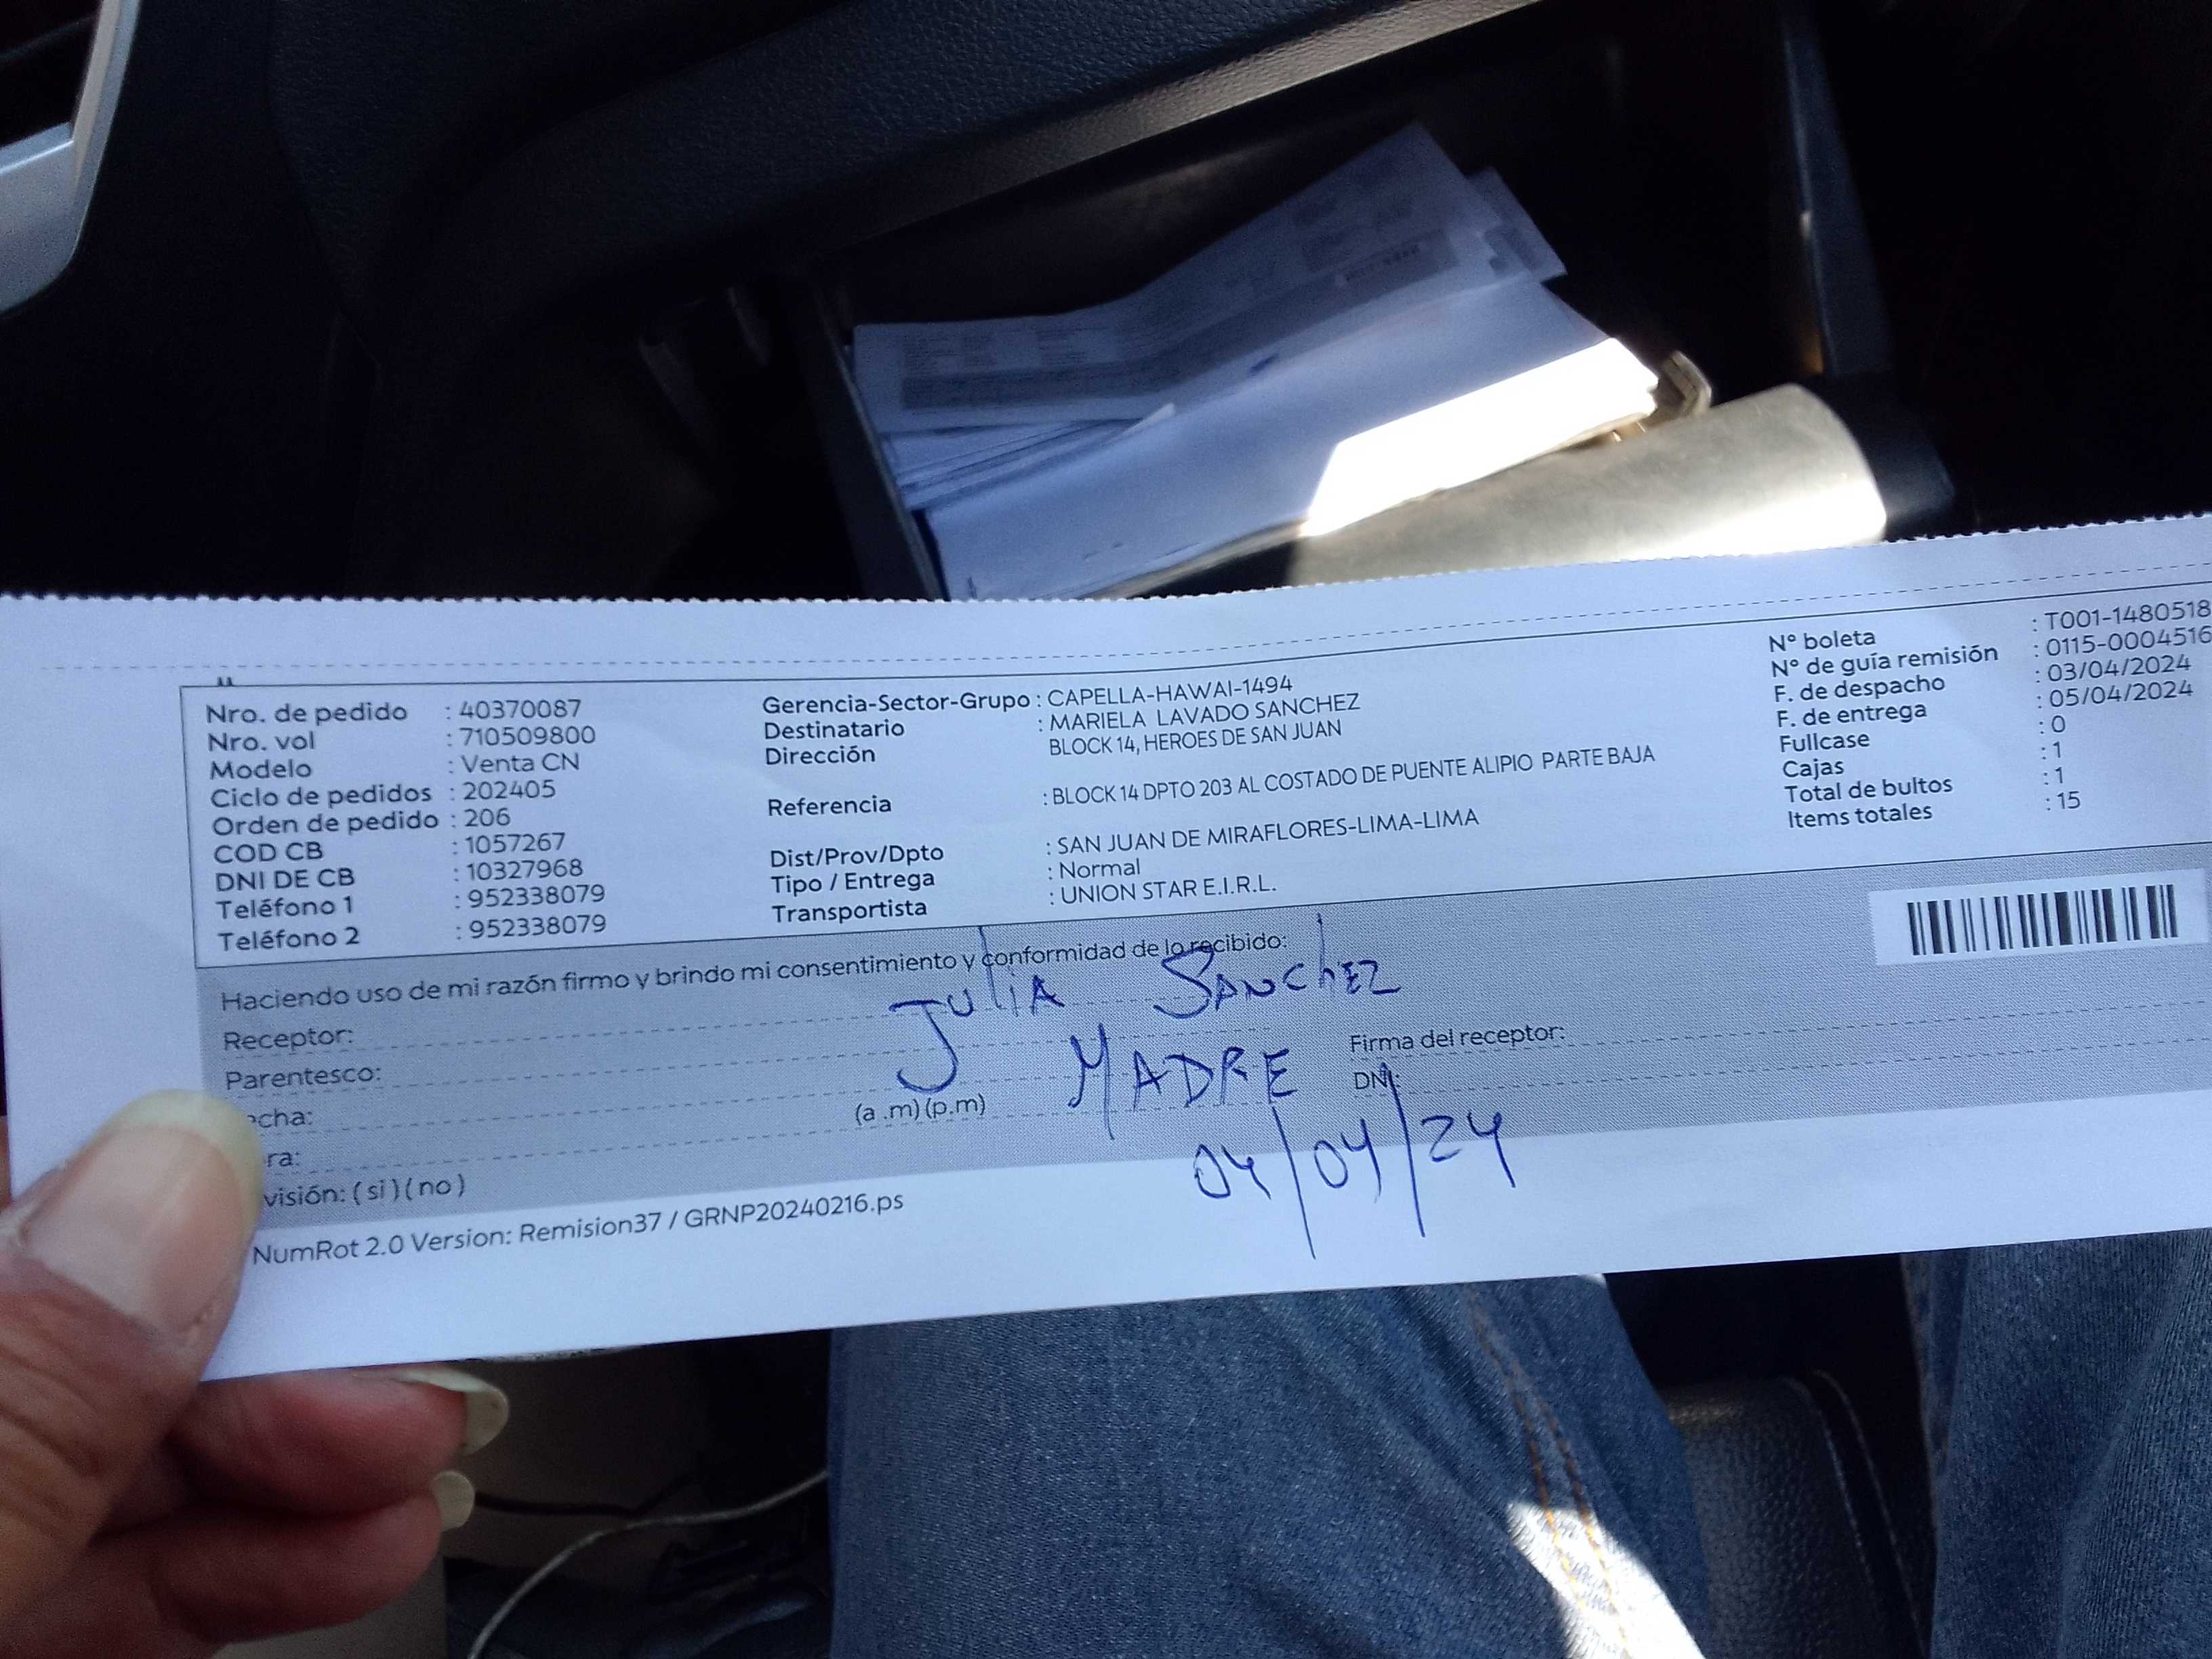 Nro. de pedido : 40370087
Nro. vol : 710509800
Modelo : Venta CN
Ciclo de pedidos : 202405
Orden de pedido : 206
COD CB : 1057267
DNI DE CB : 10327968
Teléfono 1 : 952338079
Teléfono 2 : 952338079
Gerencia-Sector-Grupo : CAPELLA-HAWAI-1494
Destinatario : MARIELA LAVADO SANCHEZ
Dirección BLOCK 14, HEROES DE SAN JUAN
Referencia : BLOCK 14 DPTO 203 AL COSTADO DE PUENTE ALIPIO PARTE BAJA
Dist/Prov/Dpto : SAN JUAN DE MIRAFLORES-LIMA-LIMA
Tipo / Entrega : Normal
Transportista : UNION STAR E.I.R.L.
N° boleta : T001-1480518
N° de guía remisión : 0115-0004516
F. de despacho : 03/04/2024
F. de entrega : 05/04/2024
Fullcase : 0
Cajas : 1
Total de bultos : 1
Items totales : 15
Haciendo uso de mi razón firmo y brindo mi consentimiento y conformidad de lo recibido:
Receptor: JULIA SANCHEZ
Parentesco: MADRE
Firma del receptor:
DNI:
echa: (a .m) (p.m) 04/04/24
ra:
visión: ( si ) ( no )
NumRot 2.0 Version: Remision37 / GRNP20240216.ps